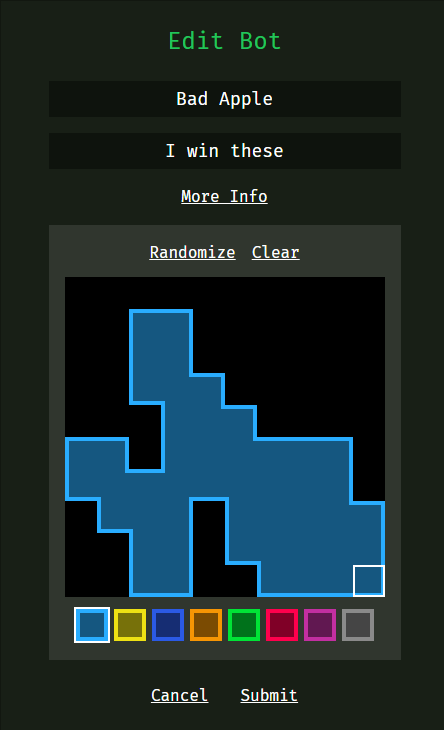 Edit Bot
Bad Apple
I win these
More Info
Randomize Clear
Cancel Submit